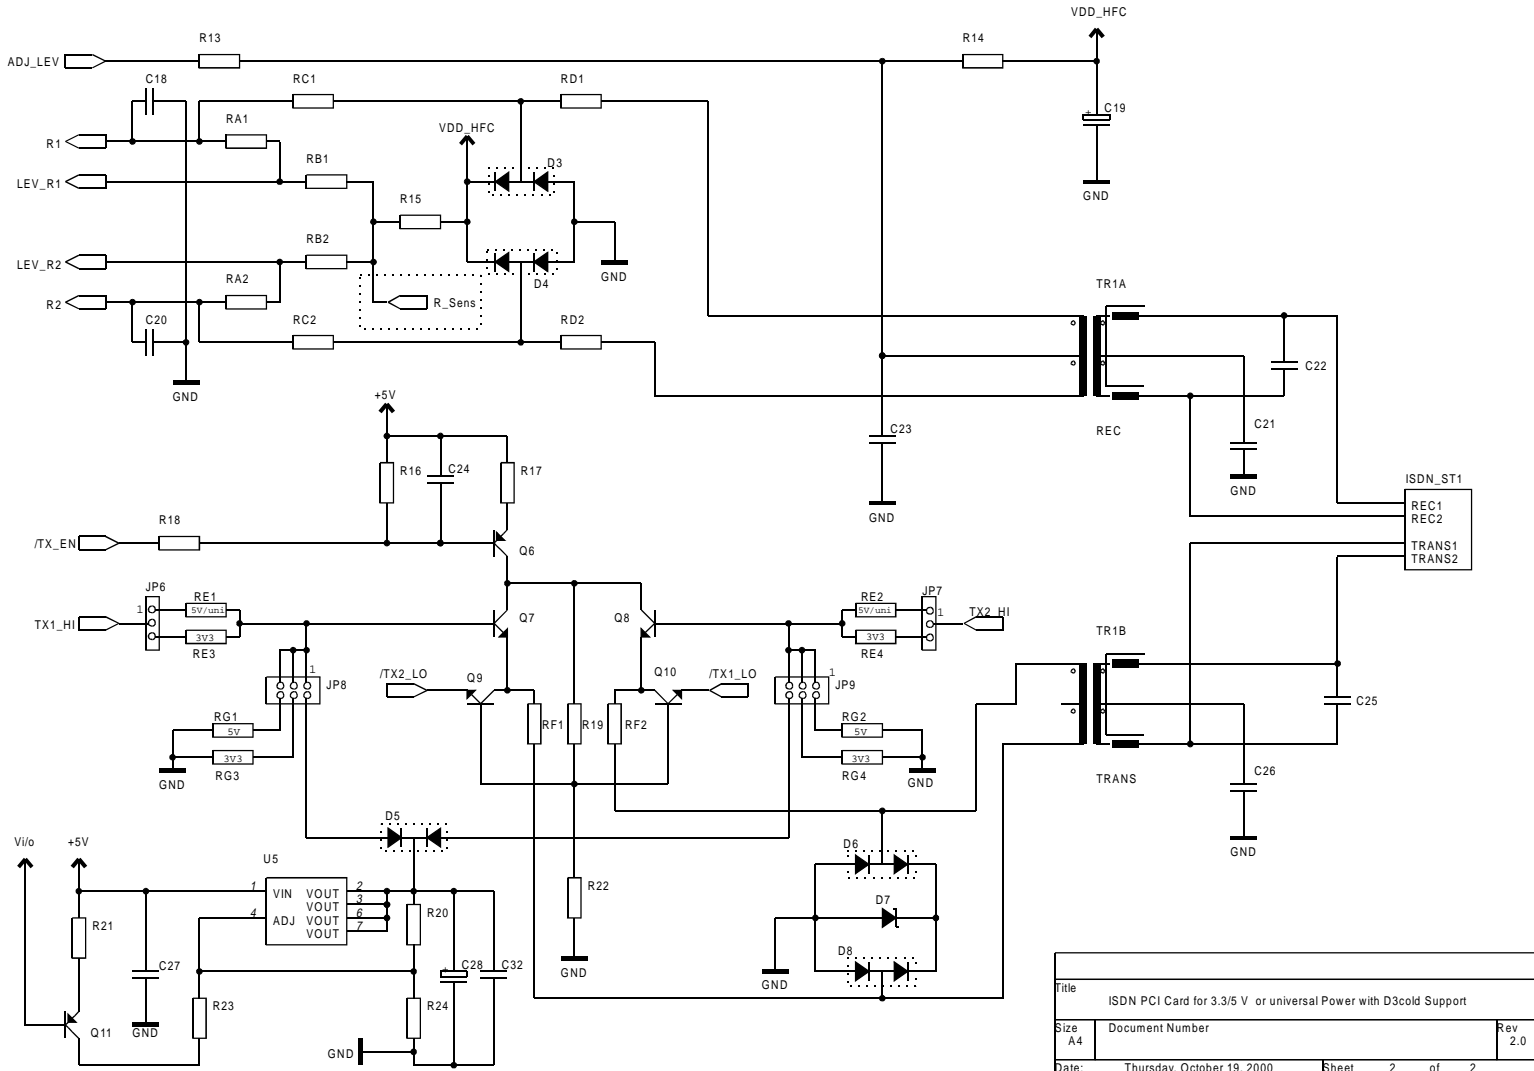 VDD_HFC
R13
R14
ADJ_LEV
C18
RC1
RD1
C19
+
RA1
VDD_HFC
R1
RB1
D3
LEV_R1
R15
GND
RB2
LEV_R2
GND
RA2
D4
R2
R_Sens
TR1A
C20
RC2
RD2
C22
GND
+5V
C23
REC
C21
R16
C24
R17
ISDN_ST1
GND
REC1
REC2
GND
R18
/TX_EN
Q6
TRANS1
TRANS2
JP6
RE1
RE2
JP7
1
5V/uni
5V/uni
1
TX1_HI
Q7
Q8
TX2_HI
3V3
3V3
RE3
RE4
TR1B
1
/TX2_LO
Q9
Q10
/TX1_LO
1
JP8
JP9
RG1
RF1
R19
RF2
RG2
C25
5V
5V
3V3
3V3
GND
RG3
RG4
GND
TRANS
C26
D5
Vi/o
+5V
D6
GND
U5
1
VIN
VOUT
2
VOUT
3
4
ADJ
VOUT
6
VOUT
7
R20
R22
D7
R21
D8
C27
+
C28
C32
GND
GND
R23
R24
Q11
GND
GND
Title
ISDN PCI Card for 3.3/5 V or universal Power with D3cold Support
Size
Document Number
Rev
A4
2.0
Date:
Thursday, October 19, 2000
Sheet
2
of
2